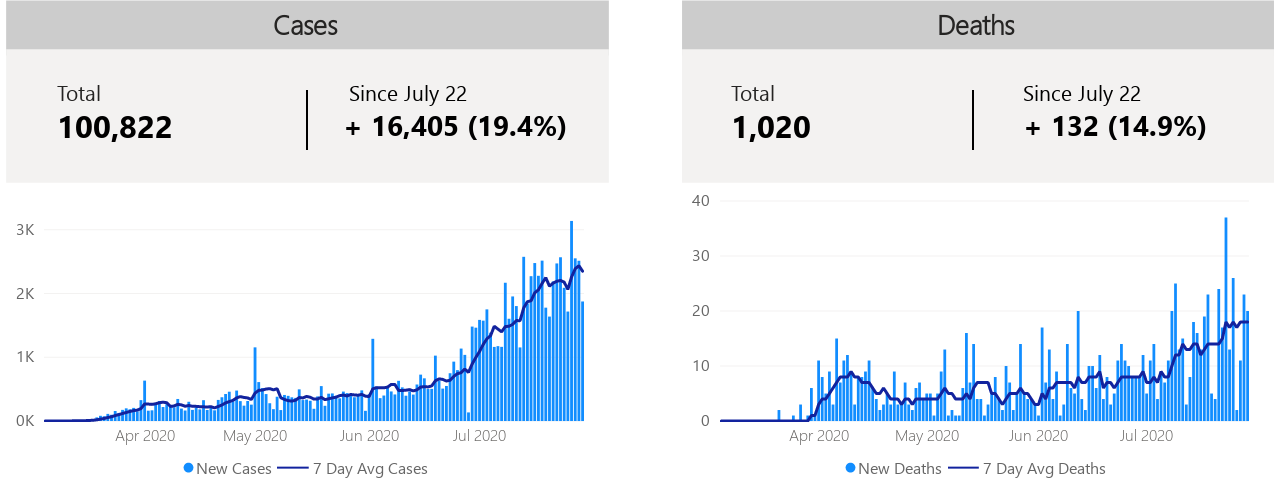 Cases
Total
100,822
Since July 22
+ 16,405 (19.4%)
3K
2K
1K
0K
Apr 2020
May 2020
Jun 2020
Jul 2020
New Cases
7 Day Avg Cases
Deaths
Total
1,020
Since July 22
+ 132 (14.9%)
40
30
20
10
0
Apr 2020
May 2020
Jun 2020
Jul 2020
New Deaths
7 Day Avg Deaths